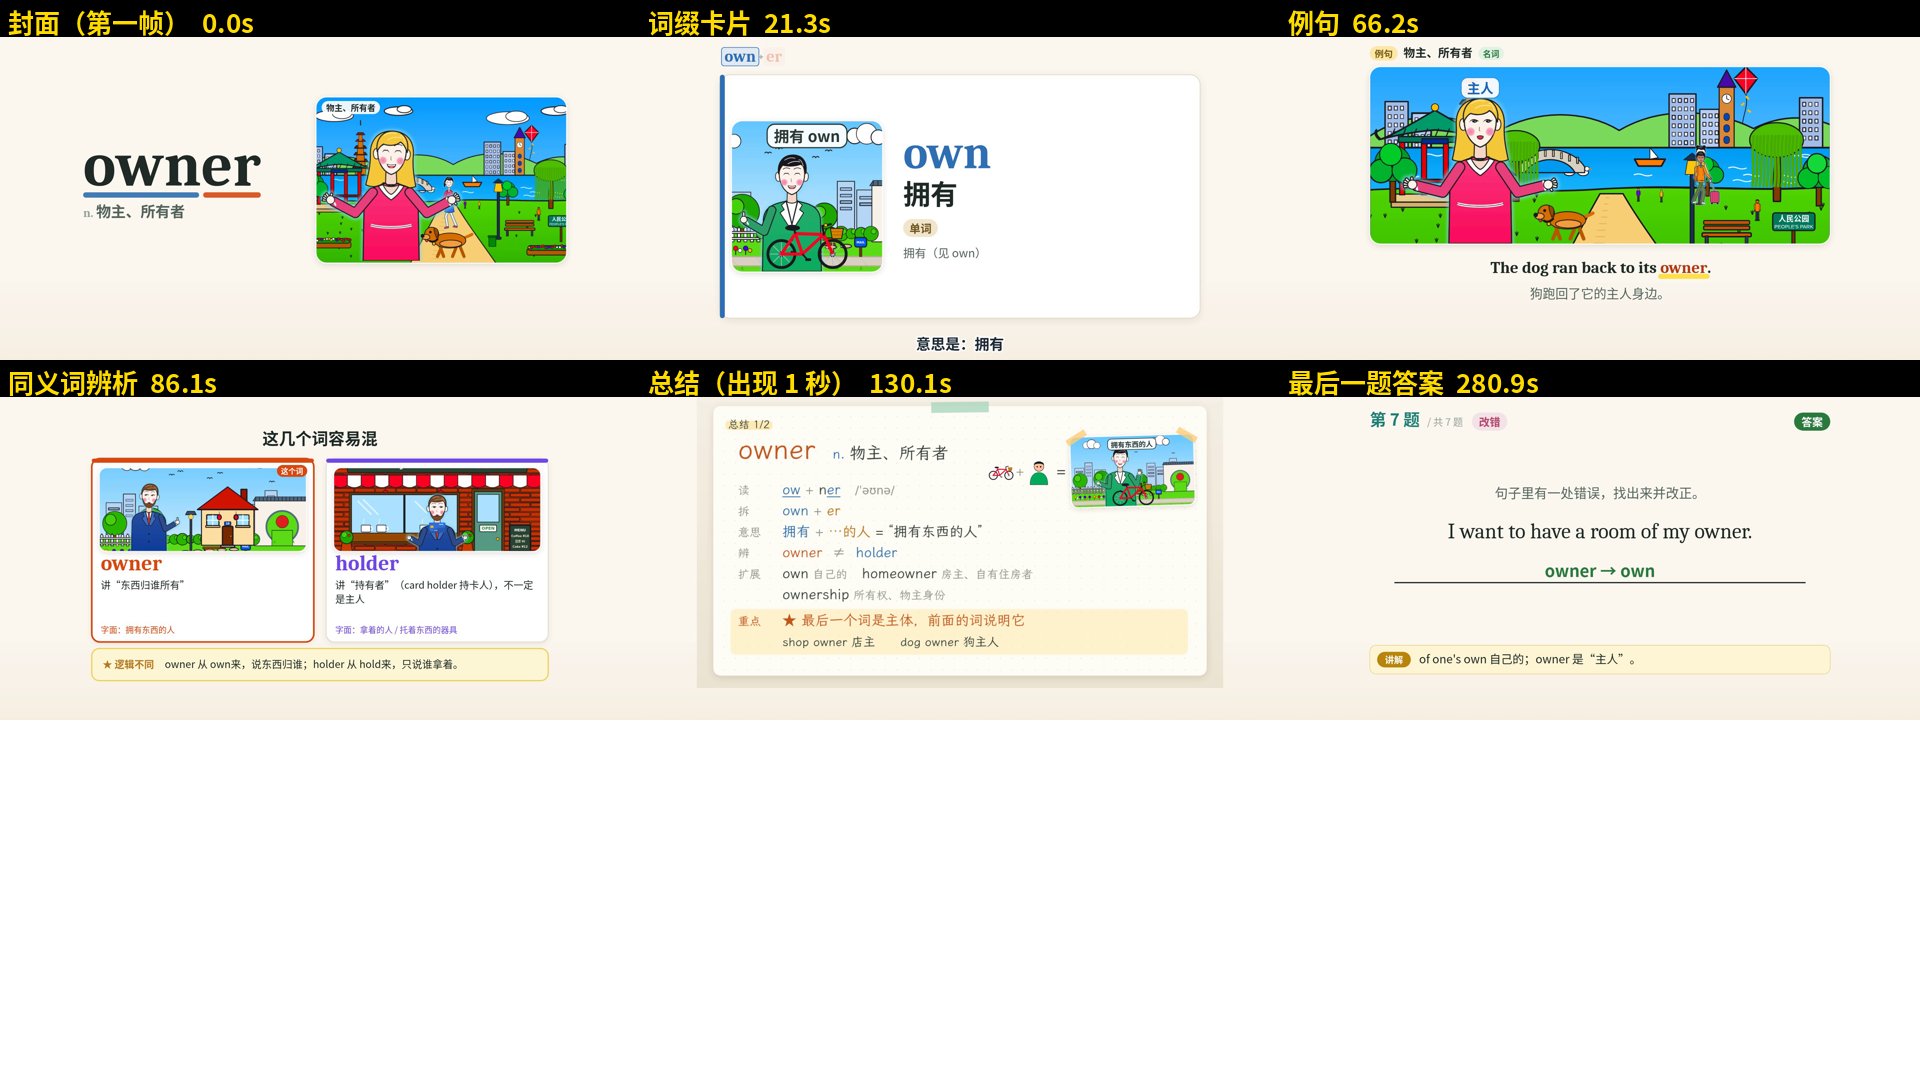 封面（第一帧） 0.0s
物主、所有者
owner
n. 物主、所有者
人民公园
词缀卡片 21.3s
own er
拥有 own
own
拥有
单词
拥有（见 own）
意思是：拥有
例句 66.2s
例句 物主、所有者 名词
主人
人民公园
PEOPLE'S PARK
The dog ran back to its owner.
狗跑回了它的主人身边。
同义词辨析 86.1s
这几个词容易混
这个词
owner
讲“东西归谁所有”
字面：拥有东西的人
OPEN
MENU
holder
讲“持有者”（card holder 持卡人），不一定
是主人
字面：拿着的人 / 托着东西的器具
★ 逻辑不同 owner 从 own来，说东西归谁；holder 从 hold来，只说谁拿着。
总结（出现 1 秒） 130.1s
总结 1/2
owner n. 物主、所有者
+ =
拥有东西的人
读 ow + ner /ˈəʊnə/
拆 own + er
意思 拥有 + …的人 = “拥有东西的人”
辨 owner ≠ holder
扩展 own 自己的 homeowner 房主、自有住房者
ownership 所有权、物主身份
重点 ★ 最后一个词是主体，前面的词说明它
shop owner 店主 dog owner 狗主人
最后一题答案 280.9s
第 7 题 / 共 7 题 改错
答案
句子里有一处错误，找出来并改正。
I want to have a room of my owner.
owner → own
讲解 of one's own 自己的；owner 是“主人”。